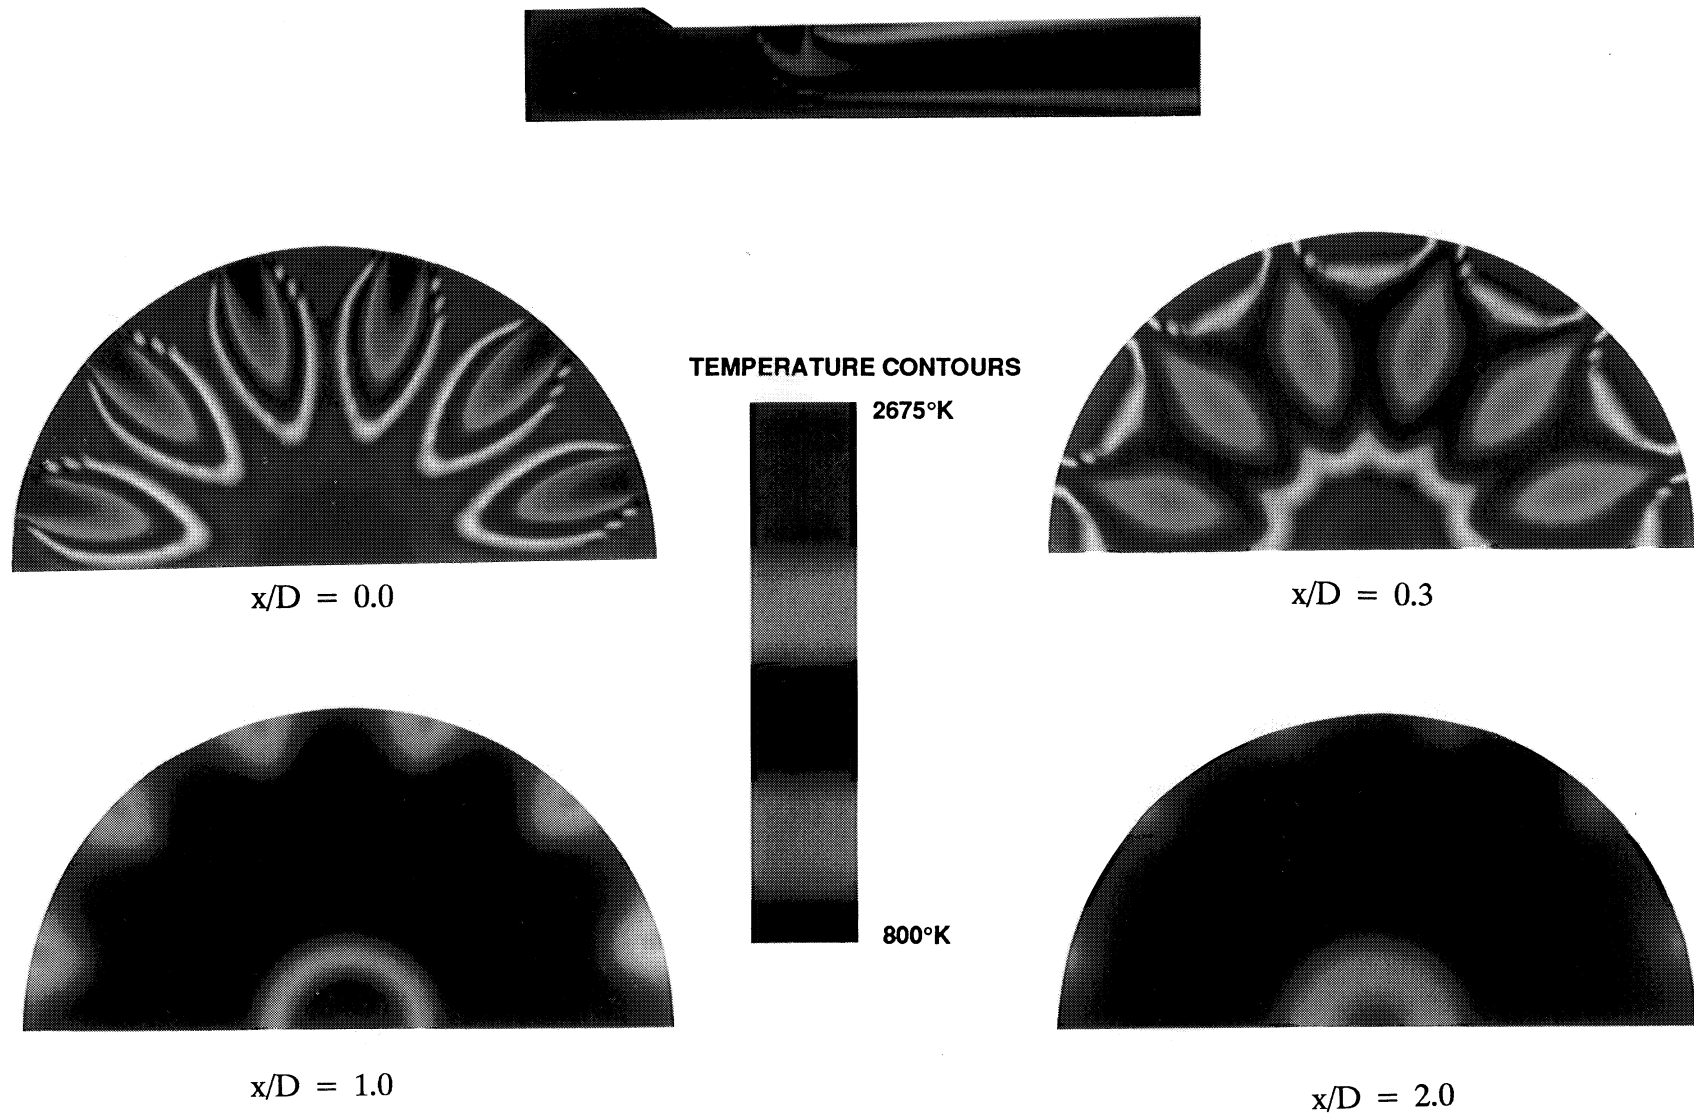 TEMPERATURE CONTOURS
2675°K
800°K
x/D = 0.0
x/D = 0.3
x/D = 1.0
x/D = 2.0